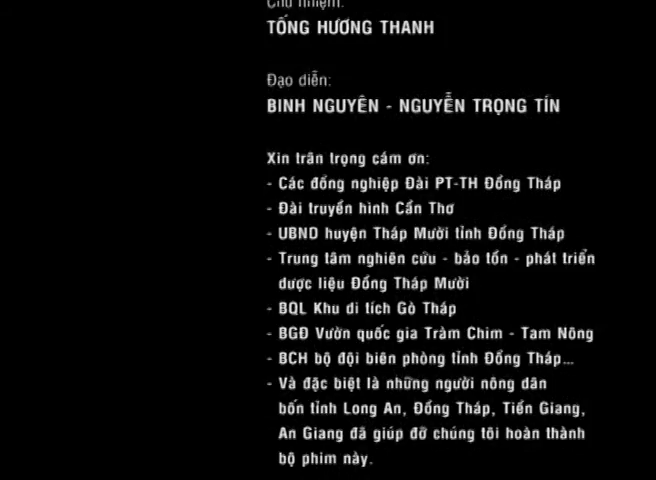 Chủ nhiệm:
TỐNG HƯƠNG THANH
Đạo diễn:
BINH NGUYÊN - NGUYỄN TRỌNG TÍN
Xin trân trọng cám ơn:
- Các đồng nghiệp Đài PT-TH Đồng Tháp
- Đài truyền hình Cần Thơ
- UBND huyện Tháp Mười tỉnh Đồng Tháp
- Trung tâm nghiên cứu - bảo tồn - phát triển
dược liệu Đồng Tháp Mười
- BQL Khu di tích Gò Tháp
- BGĐ Vườn quốc gia Tràm Chim - Tam Nông
- BCH bộ đội biên phòng tỉnh Đồng Tháp...
- Và đặc biệt là những người nông dân
bốn tỉnh Long An, Đồng Tháp, Tiền Giang,
An Giang đã giúp đỡ chúng tôi hoàn thành
bộ phim này.